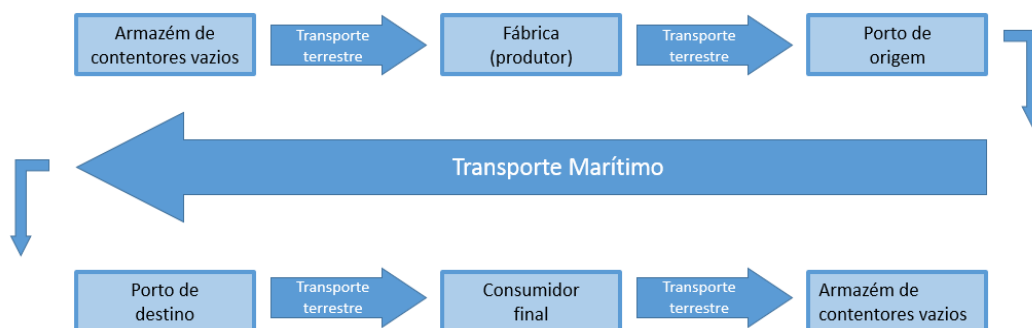 Armazém de
contentores vazios
Transporte
terrestre
Fábrica
(produtor)
Transporte
terrestre
Porto de
origem
Transporte Marítimo
Porto de
destino
Transporte
terrestre
Consumidor
final
Transporte
terrestre
Armazém de
contentores vazios